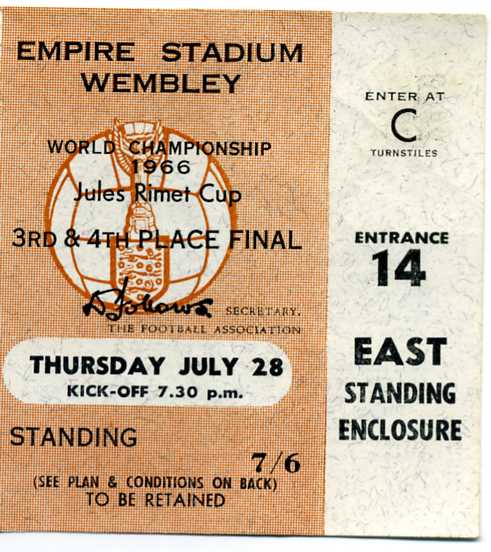 EMPIRE STADIUM
WEMBLEY
WORLD CHAMPIONSHIP
1966
Jules Rimet Cup
3RD & 4TH PLACE FINAL
D Follows SECRETARY.
THE FOOTBALL ASSOCIATION
THURSDAY JULY 28
KICK-OFF 7.30 p.m.
STANDING
7/6
(SEE PLAN & CONDITIONS ON BACK)
TO BE RETAINED
ENTER AT
C
TURNSTILES
ENTRANCE
14
EAST
STANDING
ENCLOSURE